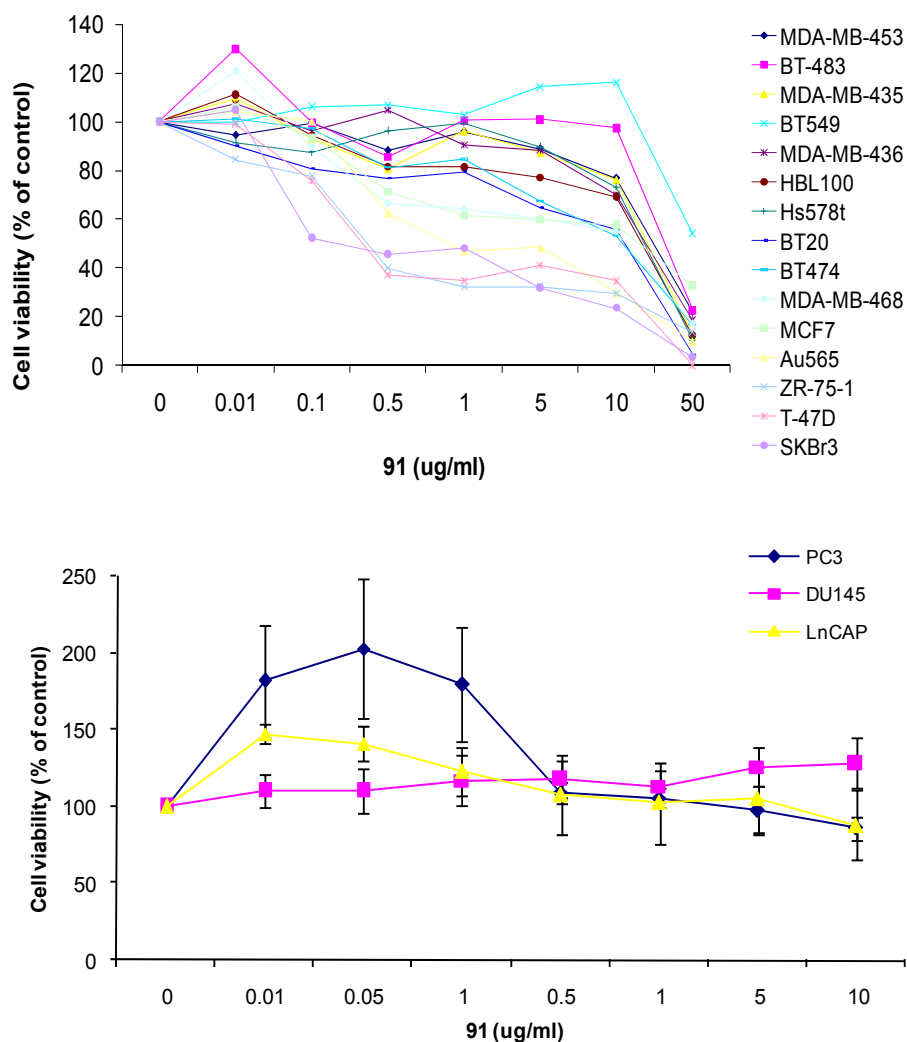 140
120
100
80
60
40
20
0
Cell viability (% of control)
0 0.01 0.1 0.5 1 5 10 50
91 (ug/ml)
MDA-MB-453
BT-483
MDA-MB-435
BT549
MDA-MB-436
HBL100
Hs578t
BT20
BT474
MDA-MB-468
MCF7
Au565
ZR-75-1
T-47D
SKBr3
250
200
150
100
50
0
Cell viability (% of control)
0 0.01 0.05 1 0.5 1 5 10
91 (ug/ml)
PC3
DU145
LnCAP